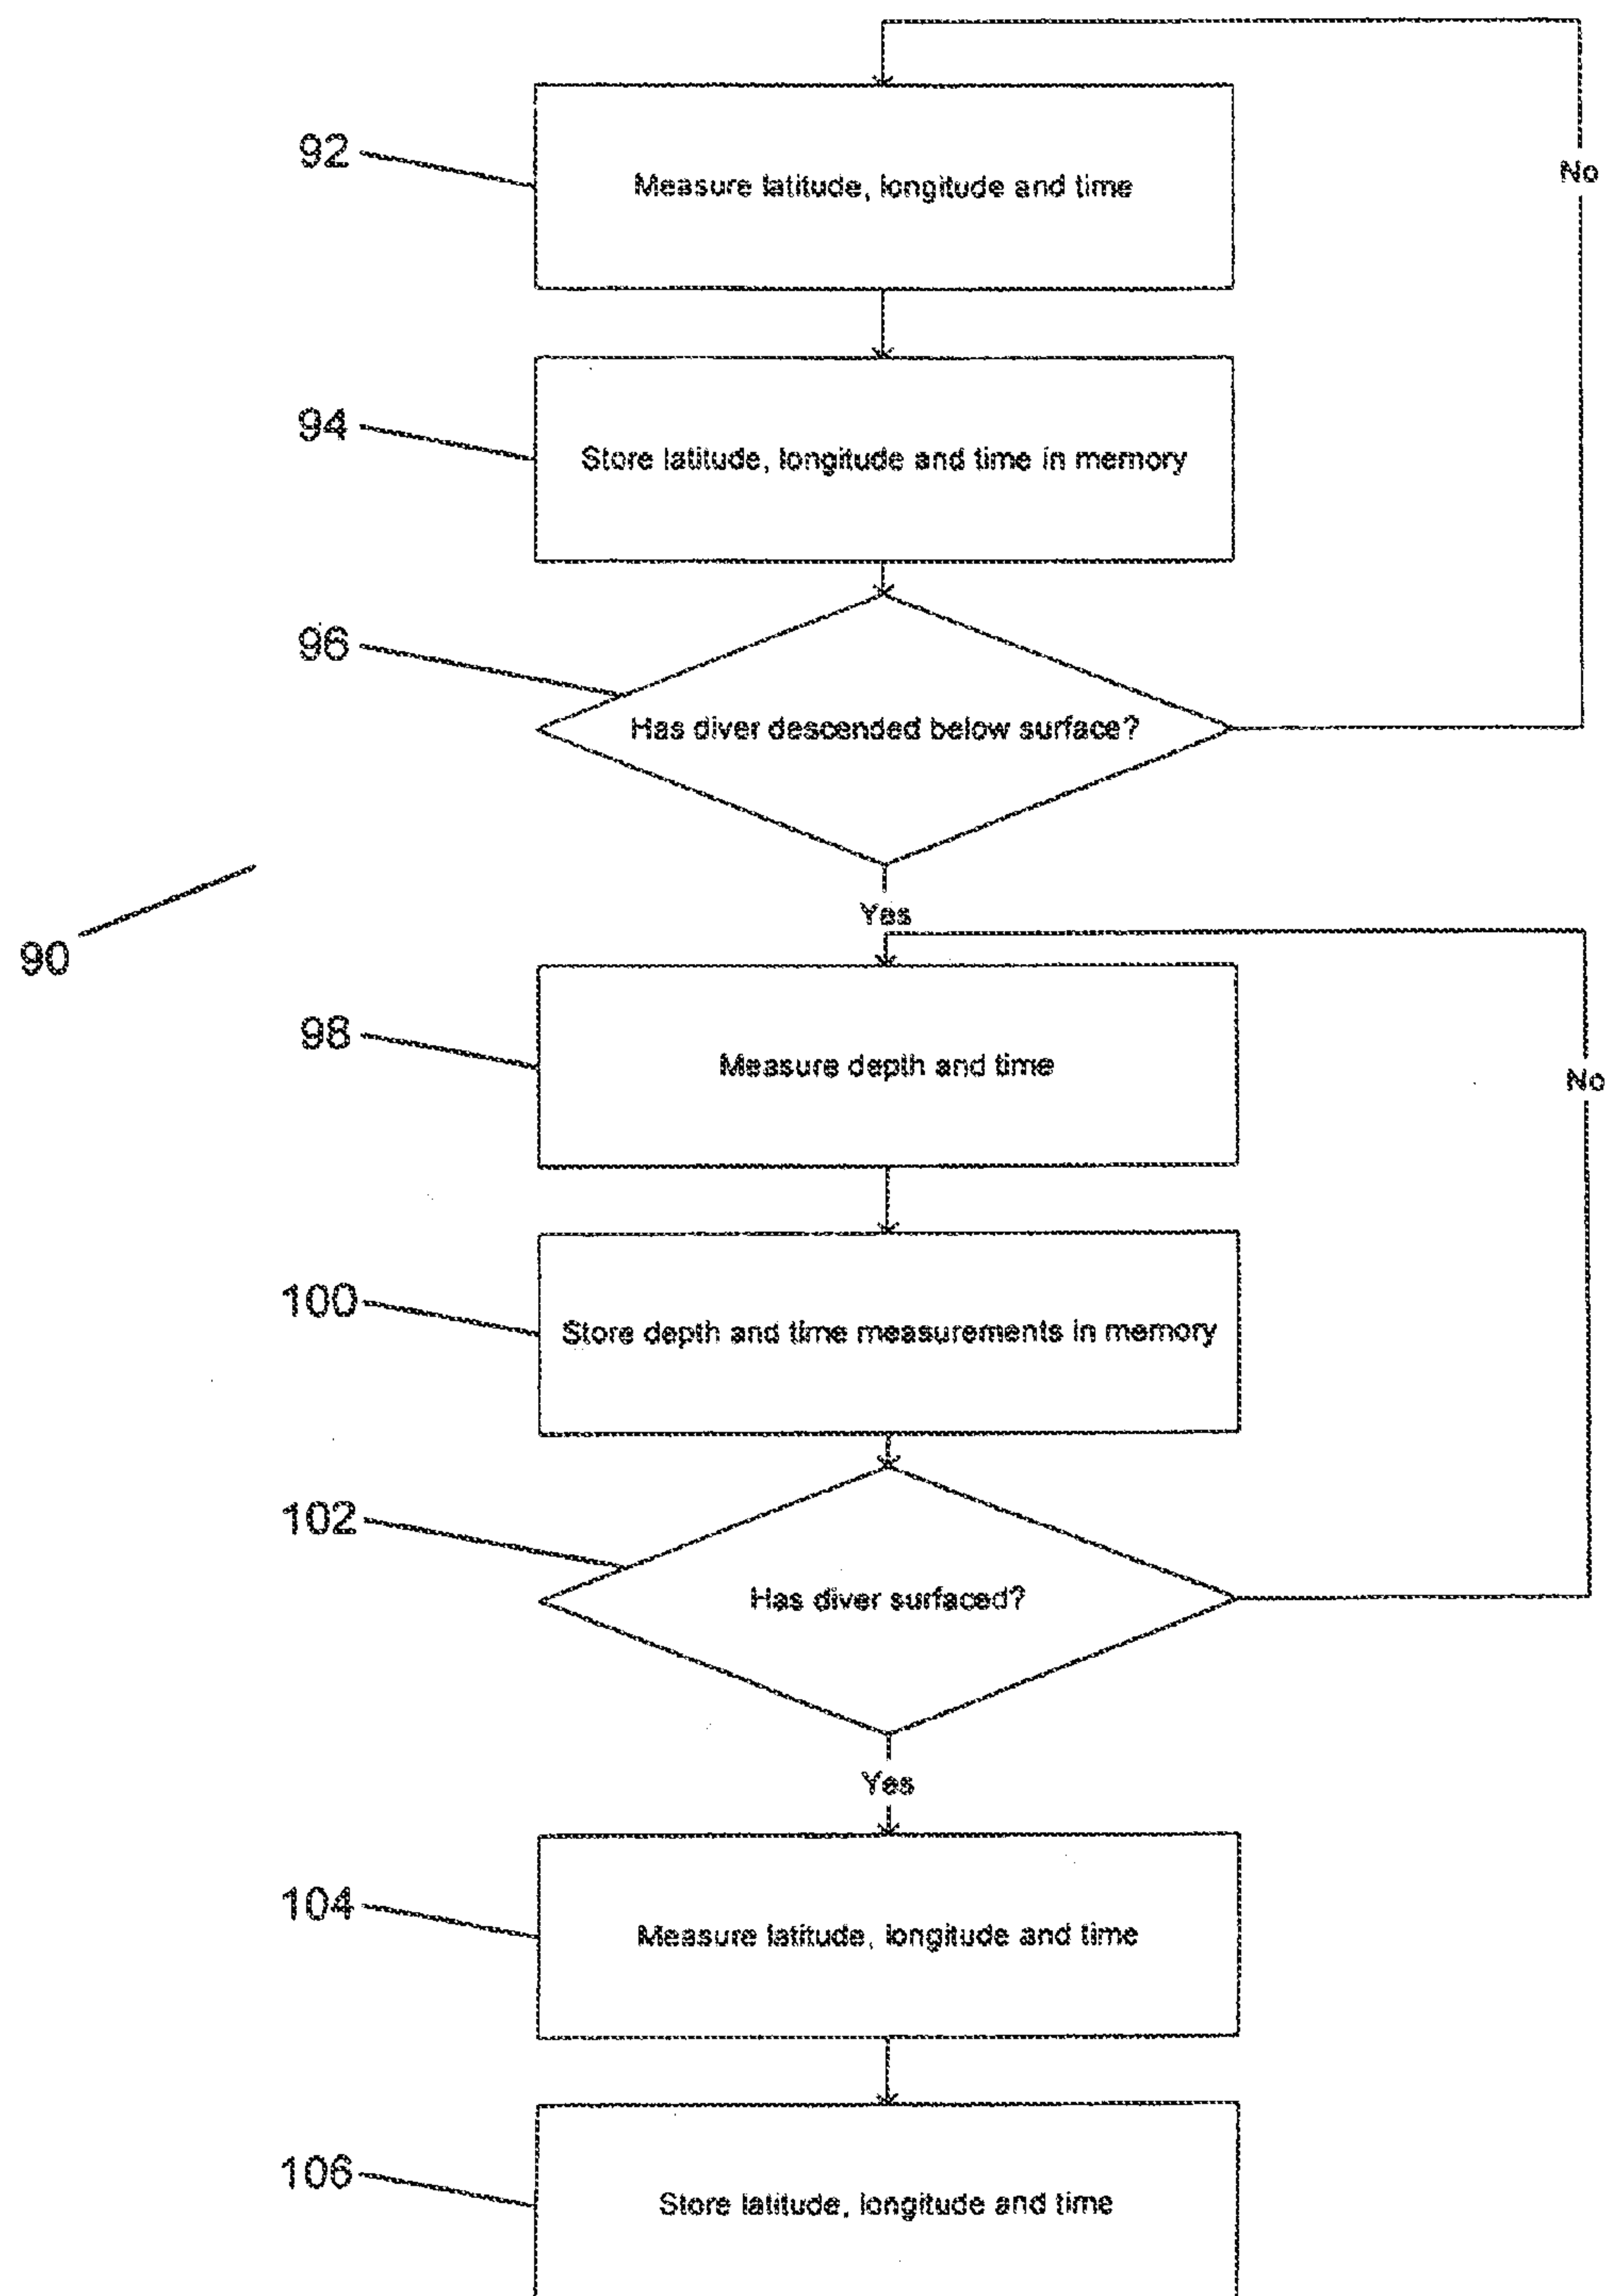 92
Measure latitude, longitude and time
No
94
Store latitude, longitude and time in memory
96
Has diver descended below surface?
Yes
90
98
Measure depth and time
No
100
Store depth and time measurements in memory
102
Has diver surfaced?
Yes
104
Measure latitude, longitude and time
106
Store latitude, longitude and time